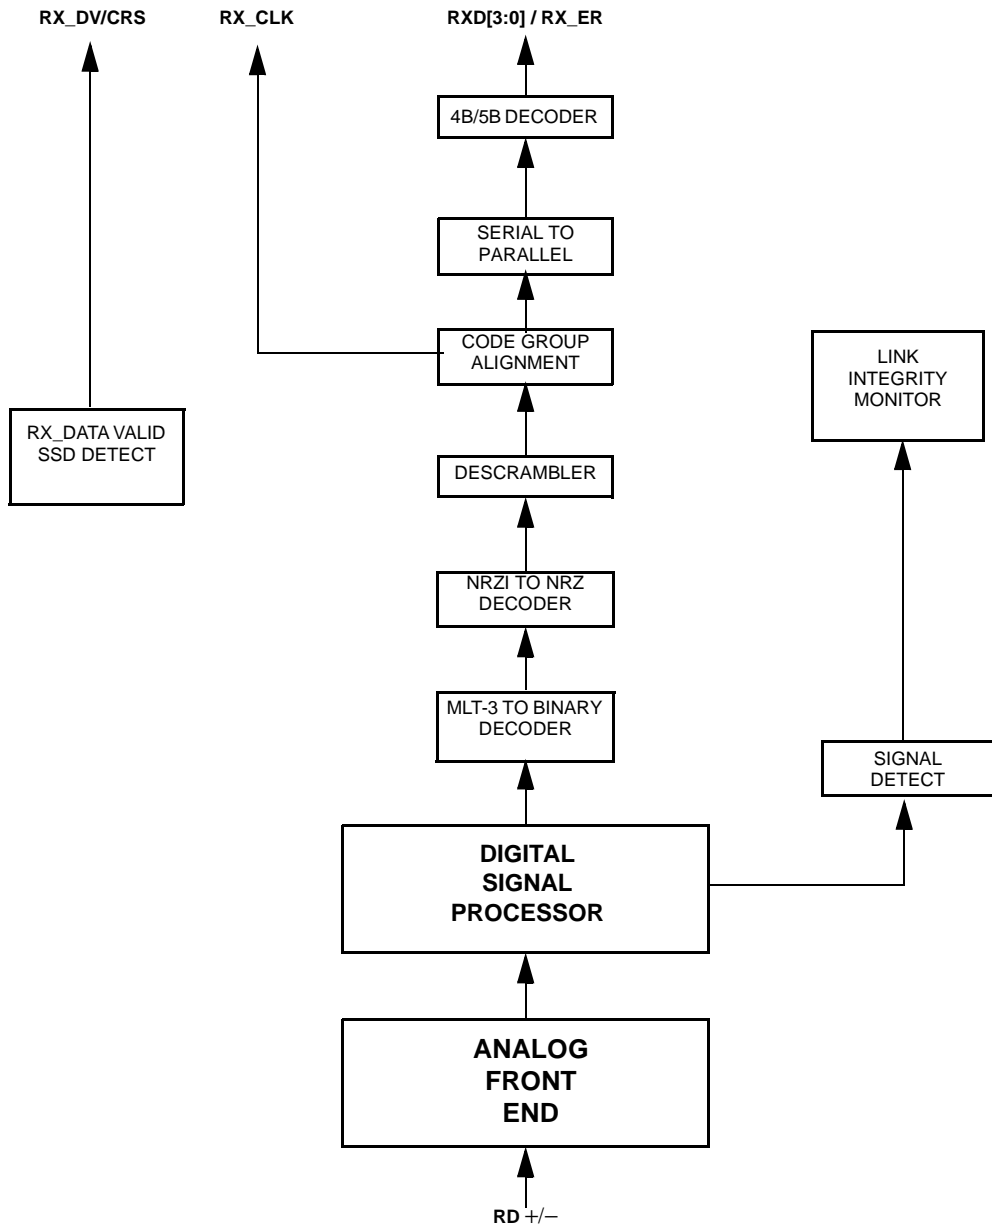 RX_DV/CRS
RX_CLK
RXD[3:0] / RX_ER
4B/5B DECODER
SERIAL TO
PARALLEL
CODE GROUP
ALIGNMENT
LINK
INTEGRITY
MONITOR
RX_DATA VALID
SSD DETECT
DESCRAMBLER
NRZI TO NRZ
DECODER
MLT-3 TO BINARY
DECODER
SIGNAL
DETECT
DIGITAL
SIGNAL
PROCESSOR
ANALOG
FRONT
END
RD +/−